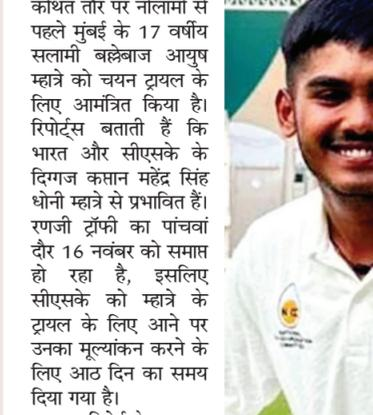 कथित तौर पर नीलामी से
पहले मुंबई के 17 वर्षीय
सलामी बल्लेबाज आयुष
म्हात्रे को चयन ट्रायल के
लिए आमंत्रित किया है।
रिपोर्ट्स बताती हैं कि
भारत और सीएसके के
दिग्गज कप्तान महेंद्र सिंह
धोनी म्हात्रे से प्रभावित हैं।
रणजी ट्रॉफी का पांचवां
दौर 16 नवंबर को समाप्त
हो रहा है, इसलिए
सीएसके को म्हात्रे के
ट्रायल के लिए आने पर
उनका मूल्यांकन करने के
लिए आठ दिन का समय
दिया गया है।